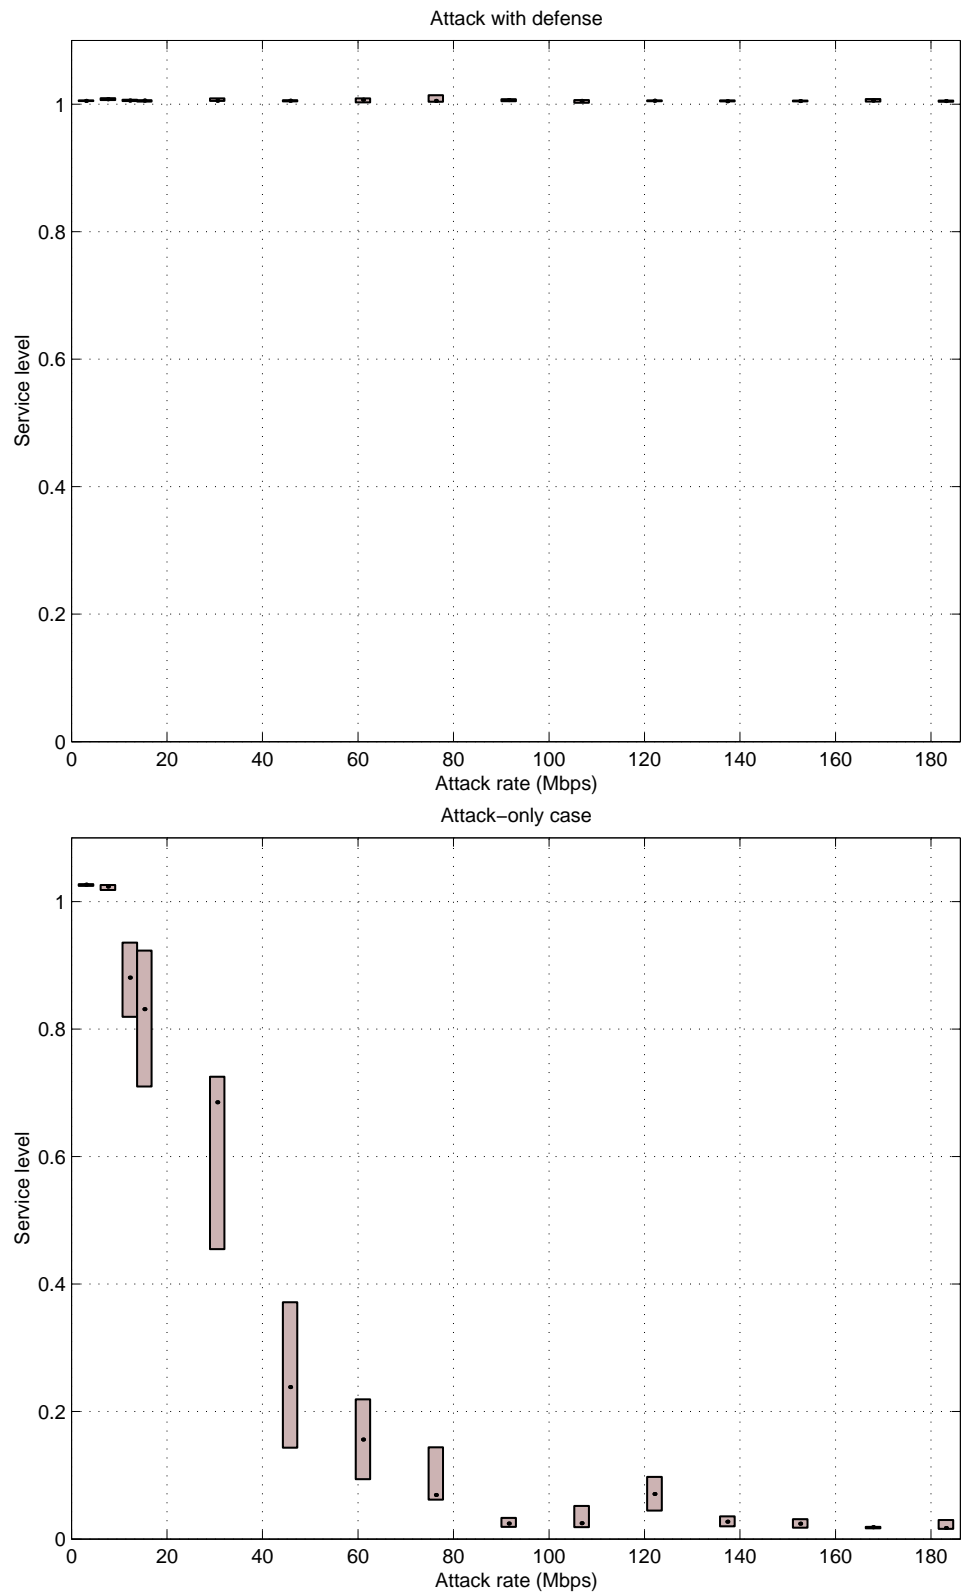 Attack with defense
1
0.8
0.6
0.4
0.2
0
Service level
0 20 40 60 80 100 120 140 160 180
Attack rate (Mbps)
Attack−only case
1
0.8
0.6
0.4
0.2
0
Service level
0 20 40 60 80 100 120 140 160 180
Attack rate (Mbps)